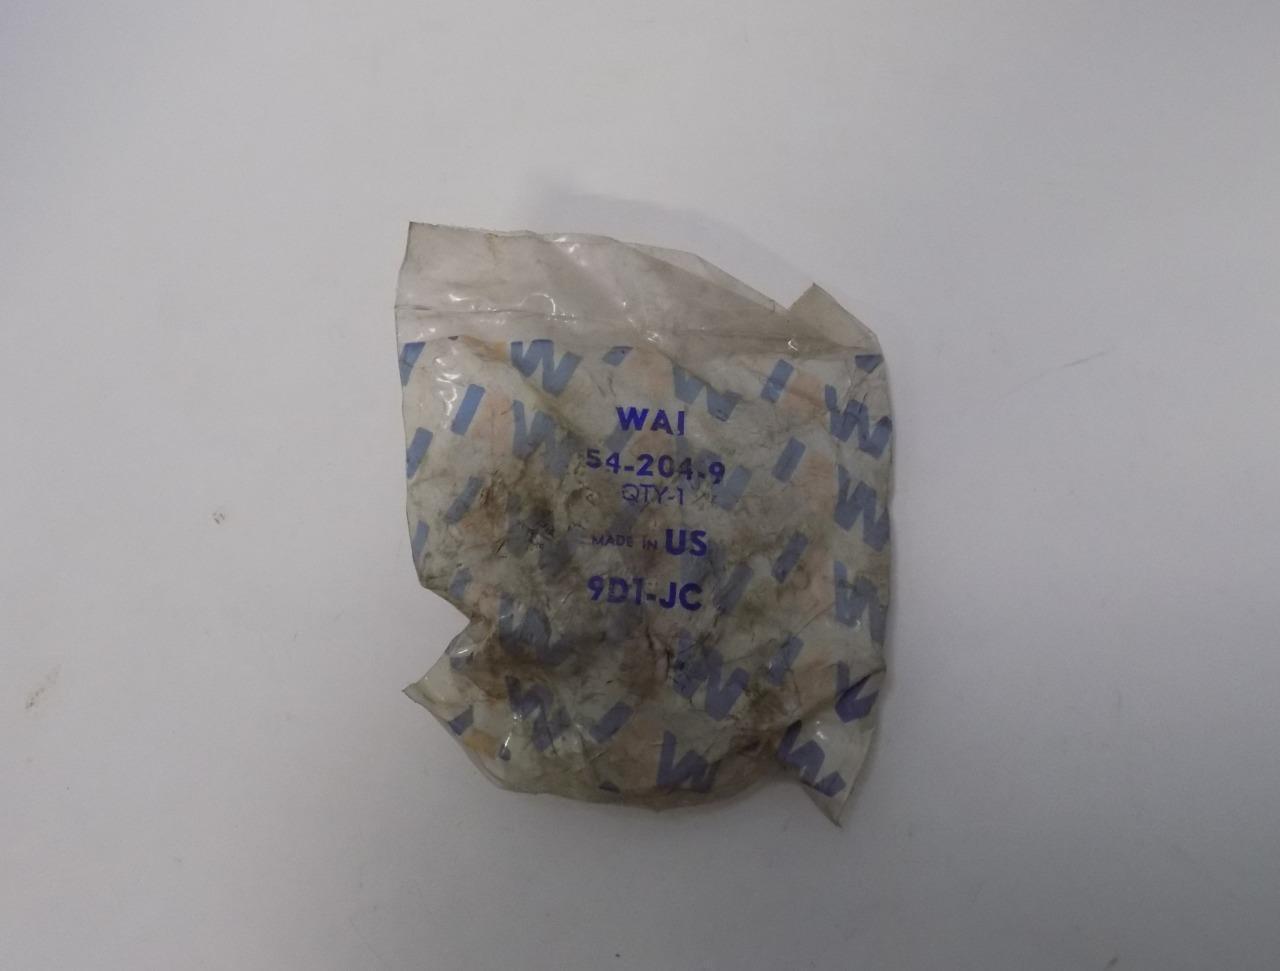 WAI
54-204-9
QTY-1
MADE IN US
9D1-JC